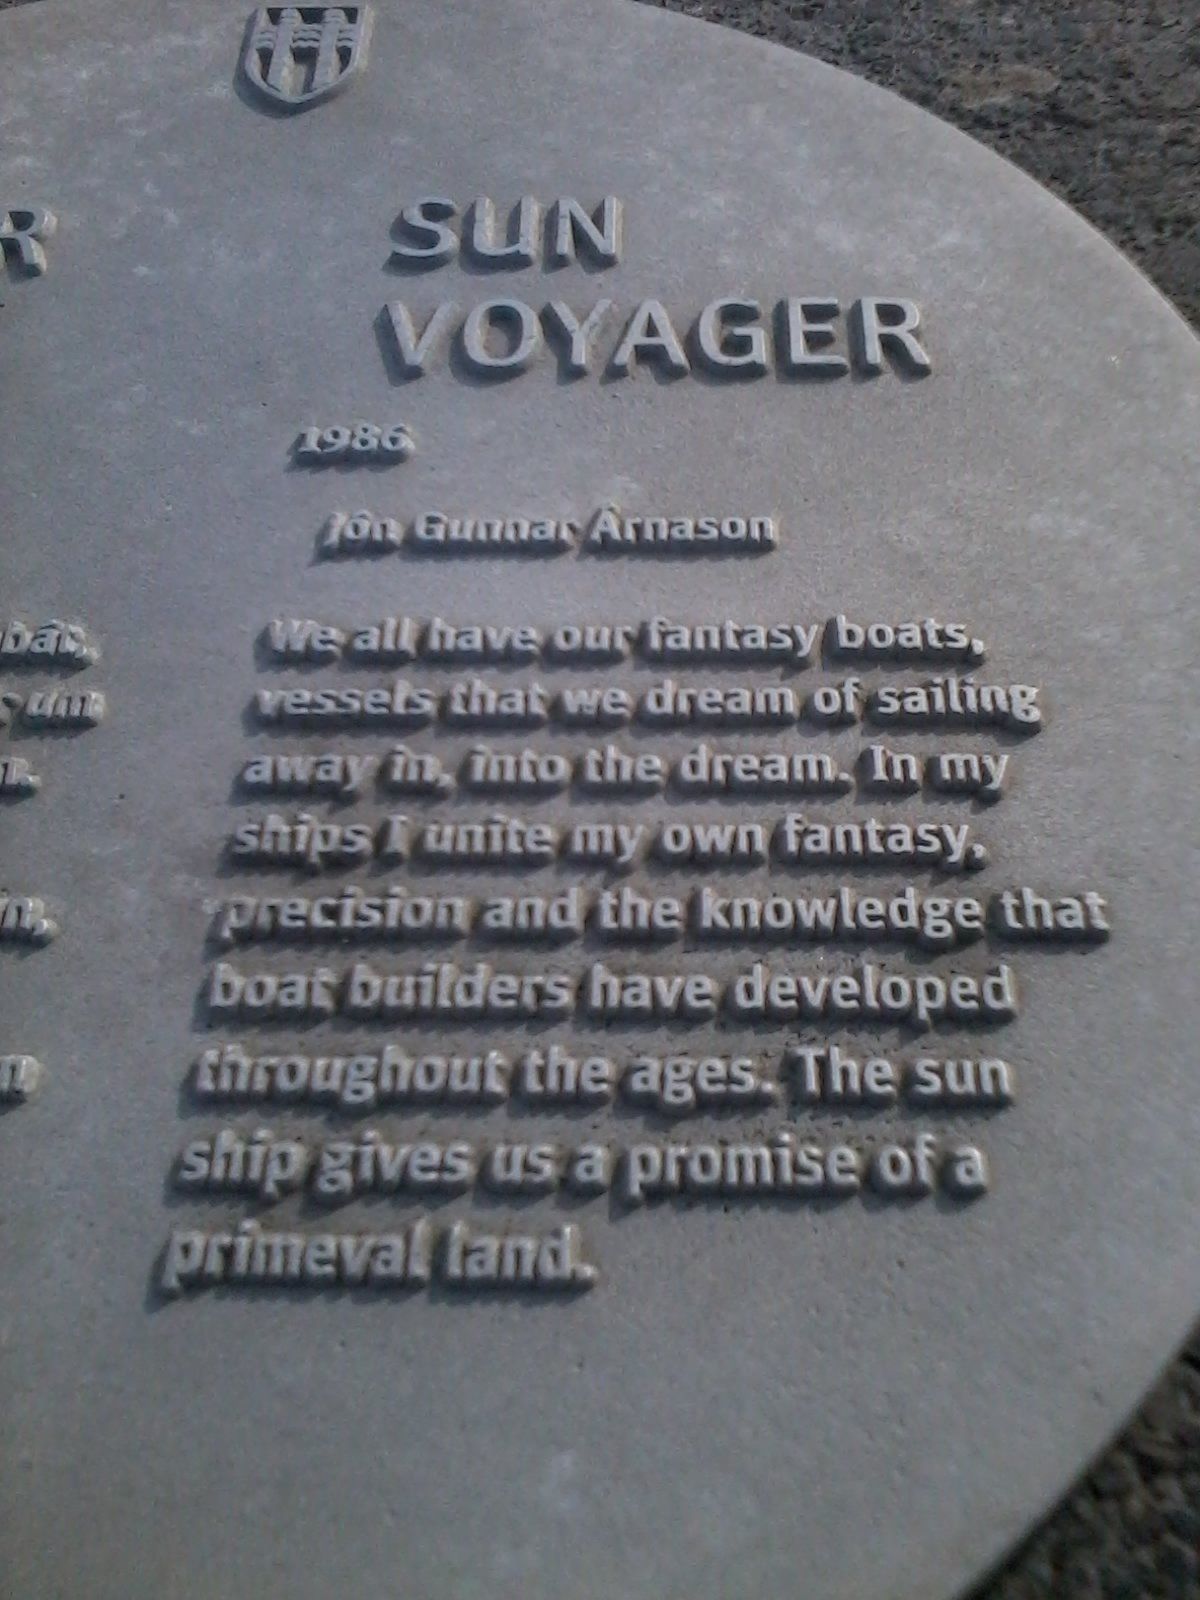 R
SUN
VOYAGER
1986
Jón Gunnar Árnason
bát,
um
We all have our fantasy boats,
vessels that we dream of sailing
away in, into the dream. In my
ships I unite my own fantasy,
precision and the knowledge that
boat builders have developed
throughout the ages. The sun
ship gives us a promise of a
primeval land.